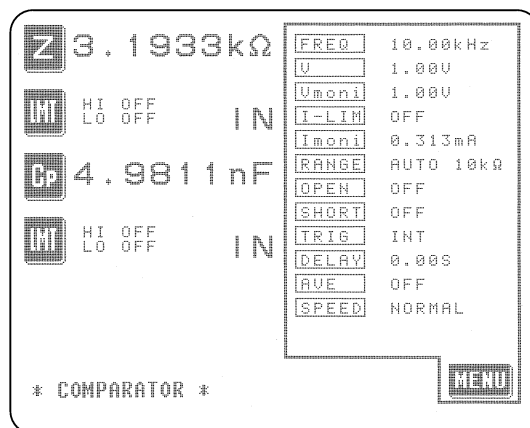 Z 3.1933kΩ
LMT HI OFF
LO OFF IN
Cp 4.9811nF
LMT HI OFF
LO OFF IN
* COMPARATOR *
FREQ 10.00kHz
V 1.00V
Vmoni 1.00V
I-LIM OFF
Imoni 0.313mA
RANGE AUTO 10kΩ
OPEN OFF
SHORT OFF
TRIG INT
DELAY 0.00S
AVE OFF
SPEED NORMAL
MENU